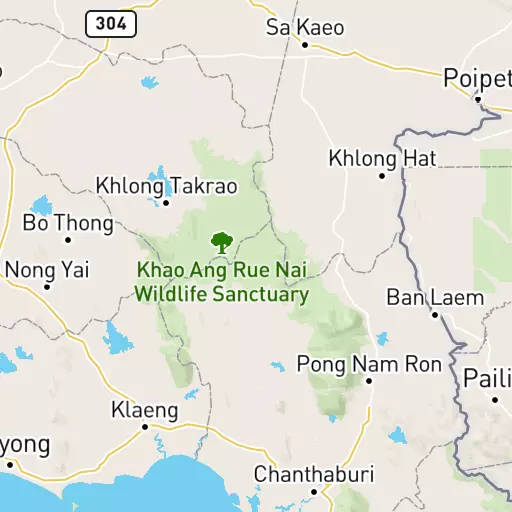 304
Sa Kaeo
Poipet
Khlong Hat
Khlong Takrao
Bo Thong
Nong Yai
Khao Ang Rue Nai
Wildlife Sanctuary
Ban Laem
Pong Nam Ron
Paili
Klaeng
yong
Chanthaburi